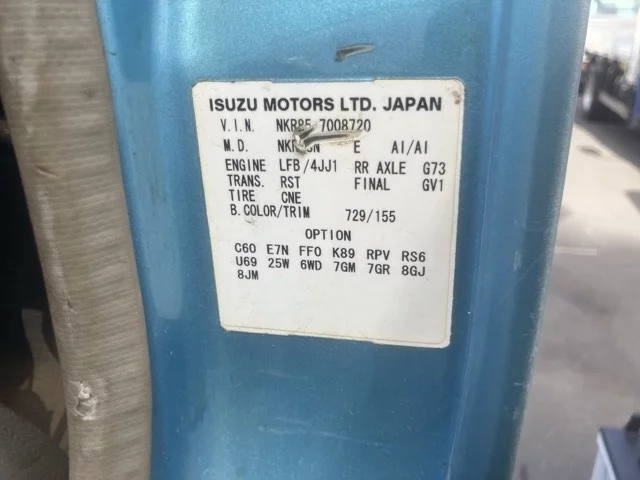 ISUZU MOTORS LTD. JAPAN
V.I.N. NKR85-7008720
M.D. E AI/AI
ENGINE LFB/4JJ1 RR AXLE G73
TRANS. RST FINAL GV1
TIRE CNE
B.COLOR/TRIM 729/155
OPTION
C60 E7N FFO K89 RPV RS6
U69 25W 6WD 7GM 7GR 8GJ
8JM